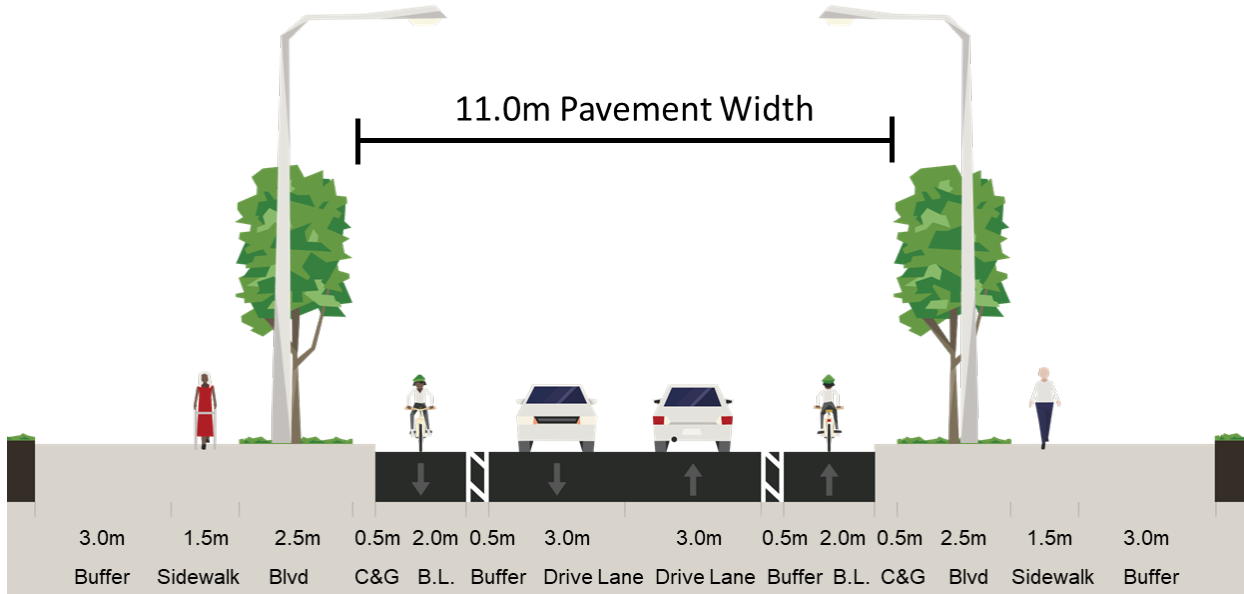 11.0m Pavement Width
3.0m 1.5m 2.5m 0.5m 2.0m 0.5m 3.0m 3.0m 0.5m 2.0m 0.5m 2.5m 1.5m 3.0m
Buffer Sidewalk Blvd C&G B.L. Buffer Drive Lane Drive Lane Buffer B.L. C&G Blvd Sidewalk Buffer